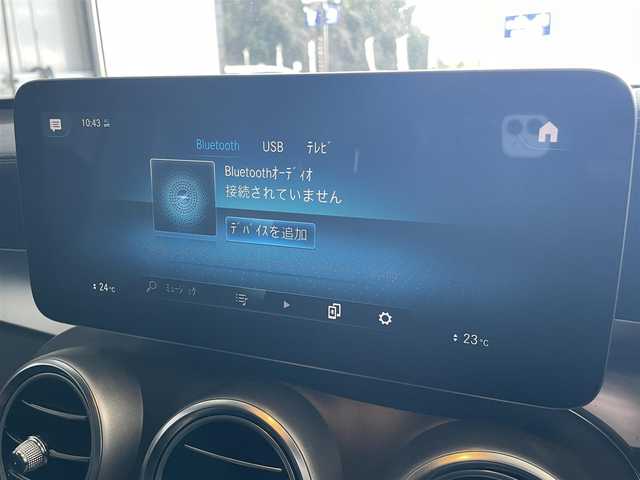 10:43
Bluetooth USB テレビ
Bluetoothオーディオ
接続されていません
デバイスを追加
24°C
23°C